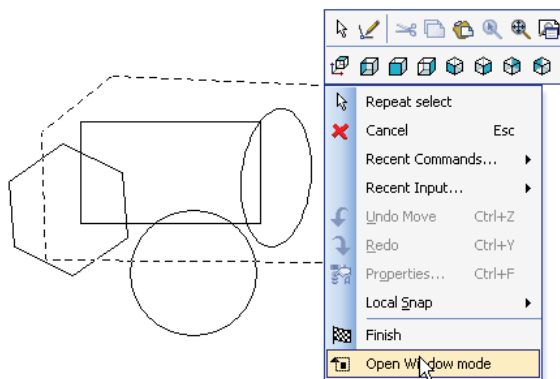 Repeat select
Cancel Esc
Recent Commands...
Recent Input...
Undo Move Ctrl+Z
Redo Ctrl+Y
Properties... Ctrl+F
Local Snap
Finish
Open Window mode